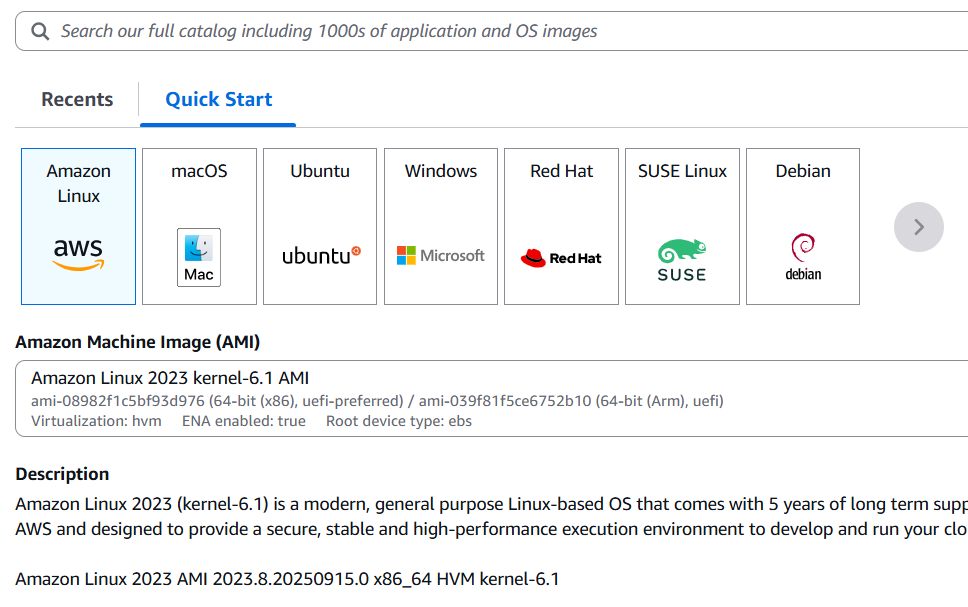 Search our full catalog including 1000s of application and OS images
Recents
Quick Start
Amazon
Linux
aws
macOS
Mac
Ubuntu
ubuntu
Windows
Microsoft
Red Hat
Red Hat
SUSE Linux
SUSE
Debian
debian
Amazon Machine Image (AMI)
Amazon Linux 2023 kernel-6.1 AMI
ami-08982f1c5bf93d976 (64-bit (x86), uefi-preferred) / ami-039f81f5ce6752b10 (64-bit (Arm), uefi)
Virtualization: hvm ENA enabled: true Root device type: ebs
Description
Amazon Linux 2023 (kernel-6.1) is a modern, general purpose Linux-based OS that comes with 5 years of long term supp
AWS and designed to provide a secure, stable and high-performance execution environment to develop and run your clo
Amazon Linux 2023 AMI 2023.8.20250915.0 x86_64 HVM kernel-6.1